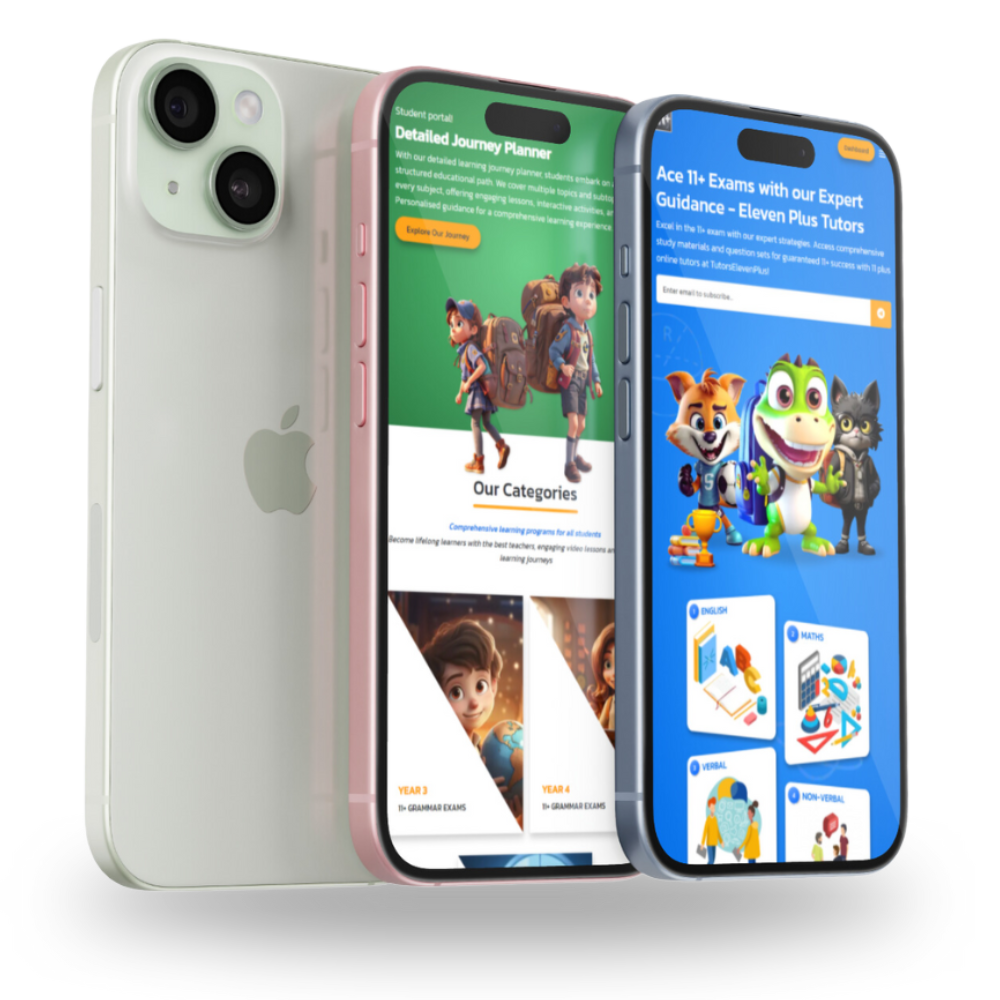 Student portal!
Detailed Journey Planner
With our detailed learning journey planner, students embark on
structured educational path. We cover multiple topics and
every subject, offering engaging lessons, interactive activities,
Personalised guidance for a comprehensive learning experience
Explore Our Journey
Our Categories
Comprehensive learning programs for all students
Become lifelong learners with the best teachers, engaging video lessons
learning journeys
YEAR 3
11+ GRAMMAR EXAMS
YEAR 4
11+ GRAMMAR EXAMS
Dashboard
Ace 11+ Exams with our Expert
Guidance - Eleven Plus Tutors
Excel in the 11+ exam with our expert strategies. Access comprehensive
study materials and question sets for guaranteed 11+ success with 11 plus
online tutors at TutorsElevenPlus!
Enter email to subscribe..
S
1 ENGLISH
ABC
2 MATHS
3 VERBAL
4 NON-VERBAL